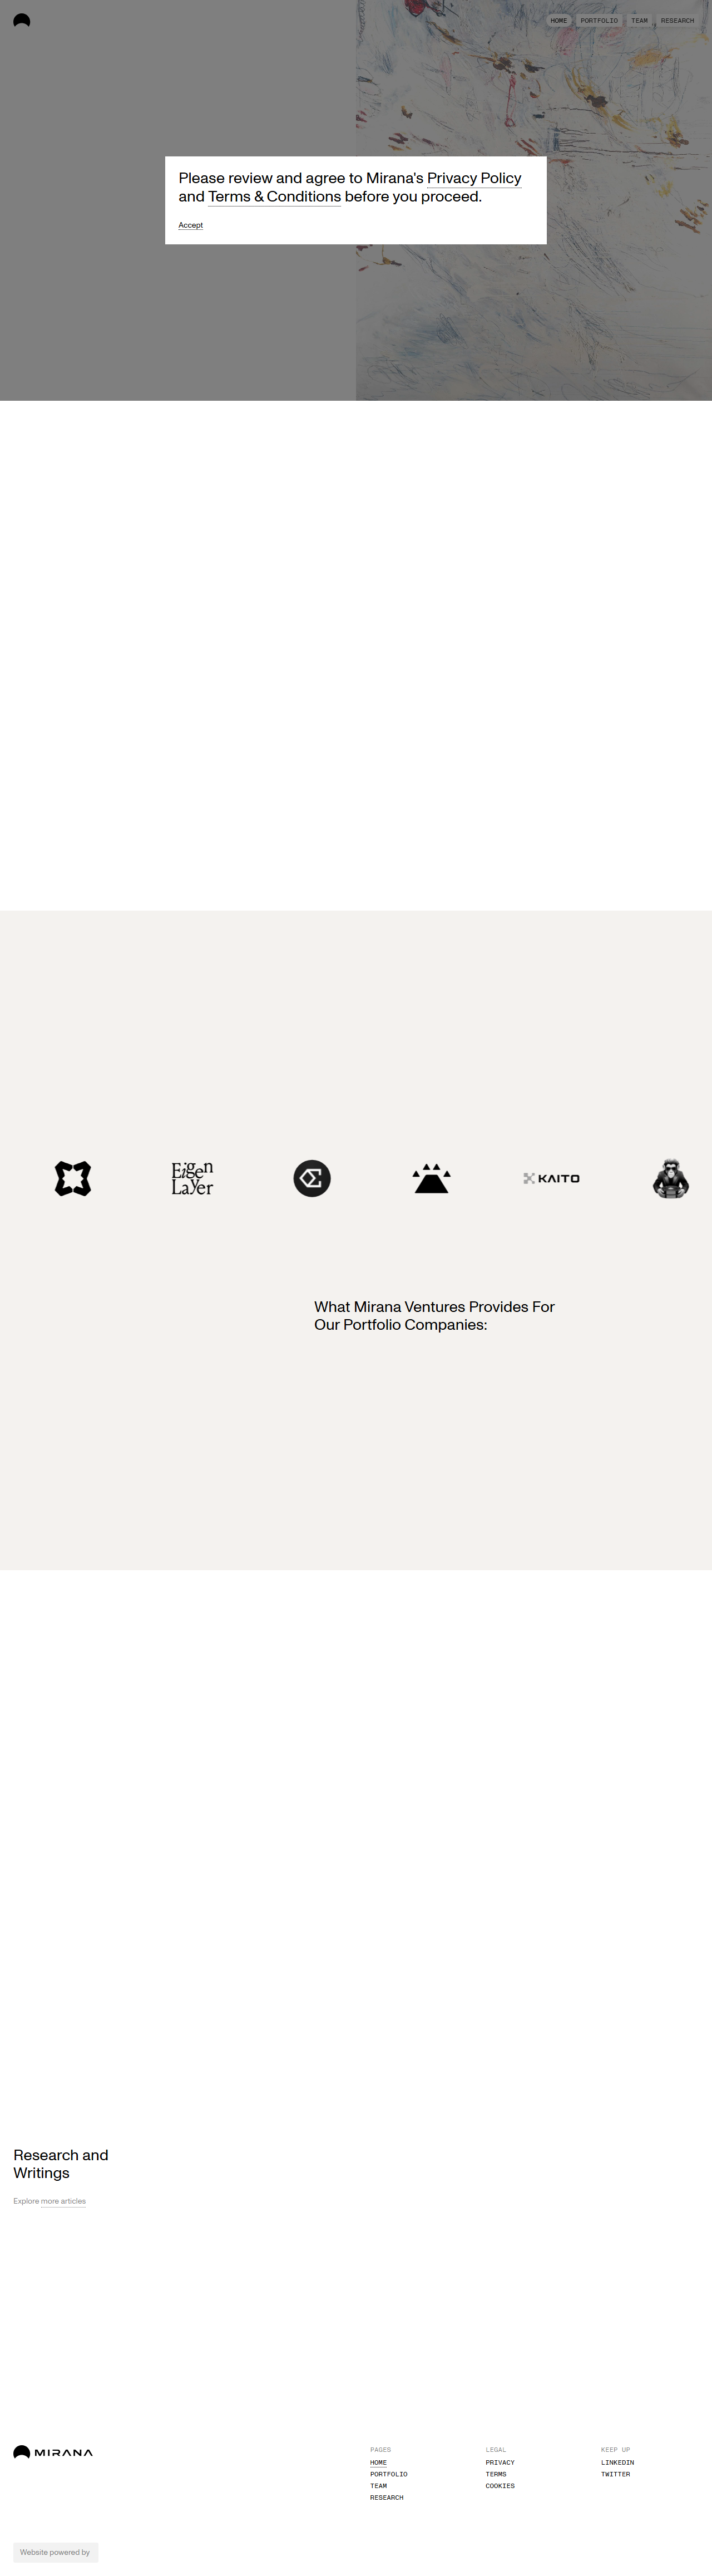 HOME PORTFOLIO TEAM RESEARCH
Please review and agree to Mirana's Privacy Policy
and Terms & Conditions before you proceed.
Accept
Eigen
Layer
KAITO
What Mirana Ventures Provides For
Our Portfolio Companies:
Research and
Writings
Explore more articles
MIRANA
PAGES
HOME
PORTFOLIO
TEAM
RESEARCH
LEGAL
PRIVACY
TERMS
COOKIES
KEEP UP
LINKEDIN
TWITTER
Website powered by